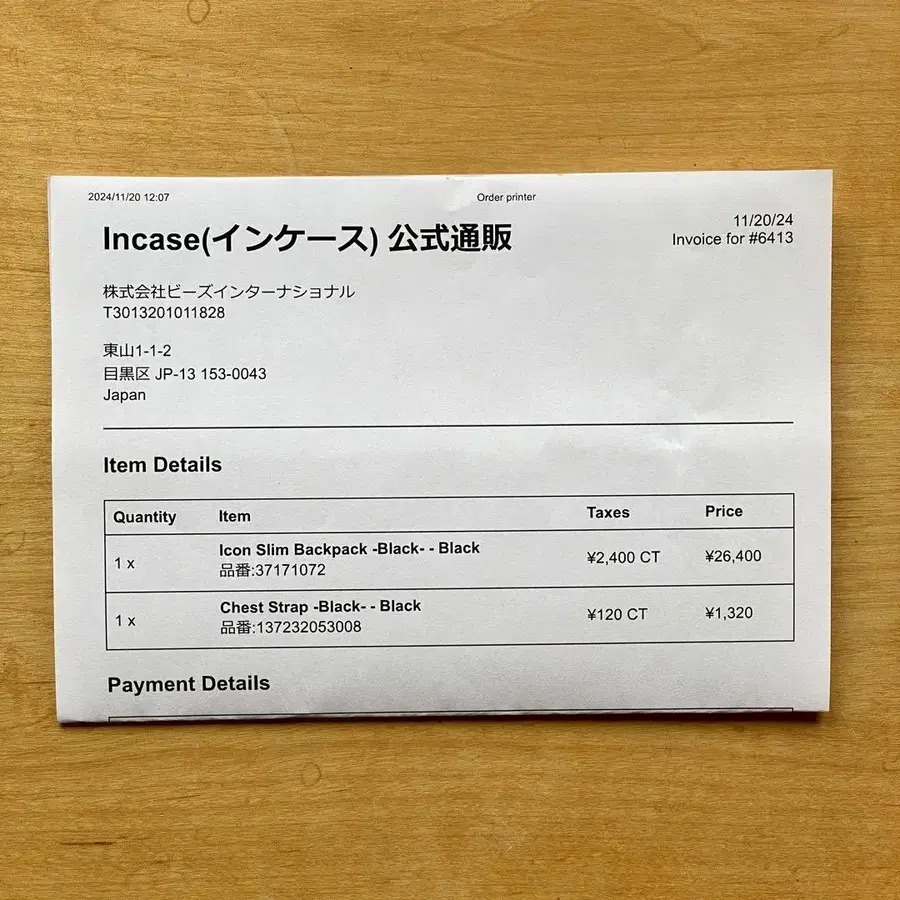 2024/11/20 12:07 Order printer
Incase(インケース) 公式通販
11/20/24
Invoice for #6413
株式会社ビーズインターナショナル
T3013201011828
東山1-1-2
目黒区 JP-13 153-0043
Japan
Item Details
Quantity Item Taxes Price
1 x Icon Slim Backpack -Black- - Black ¥2,400 CT ¥26,400
品番:37171072
1 x Chest Strap -Black- - Black ¥120 CT ¥1,320
品番:137232053008
Payment Details